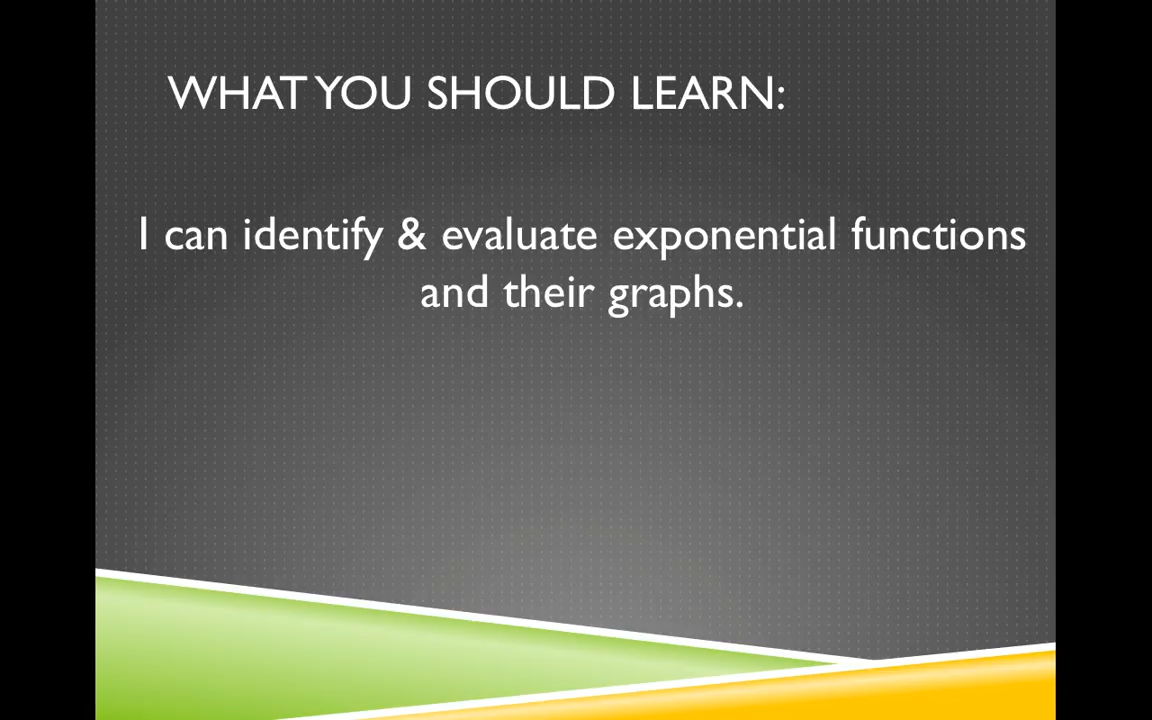 WHAT YOU SHOULD LEARN:
I can identify & evaluate exponential functions
and their graphs.